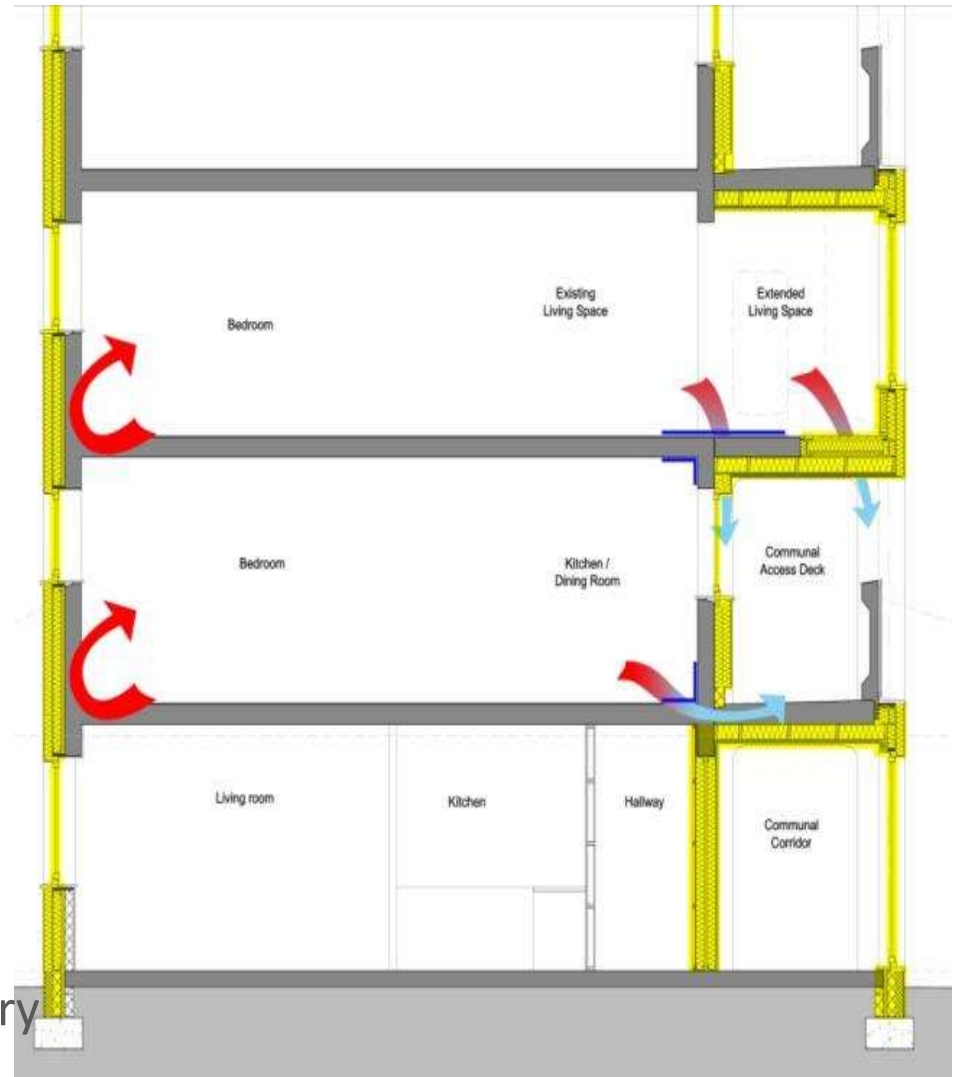 Bedroom
Existing
Living Space
Extended
Living Space
Bedroom
Kitchen /
Dining Room
Communal
Access Deck
Living room
Kitchen
Hallway
Communal
Corridor
ry